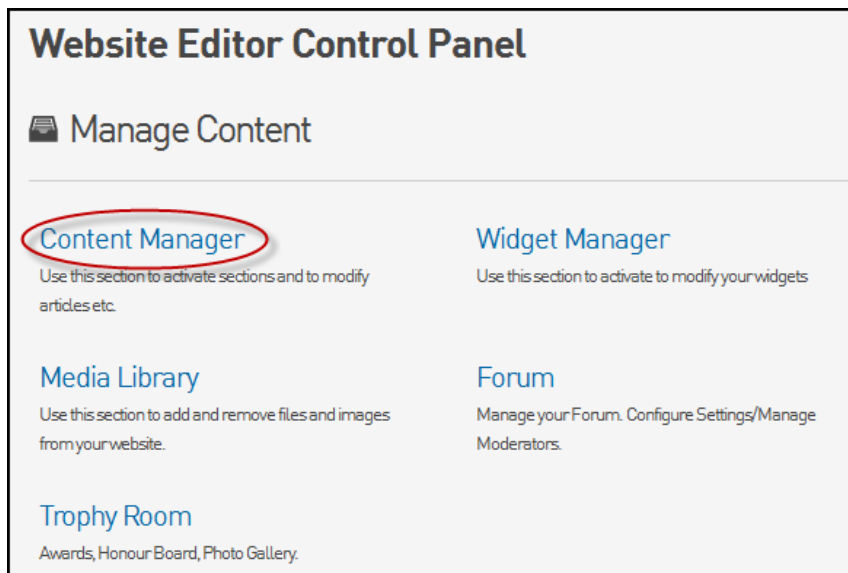 Website Editor Control Panel
Manage Content
Content Manager
Use this section to activate sections and to modify
articles etc.
Widget Manager
Use this section to activate to modify your widgets
Media Library
Use this section to add and remove files and images
from your website.
Forum
Manage your Forum. Configure Settings/Manage
Moderators.
Trophy Room
Awards, Honour Board, Photo Gallery.